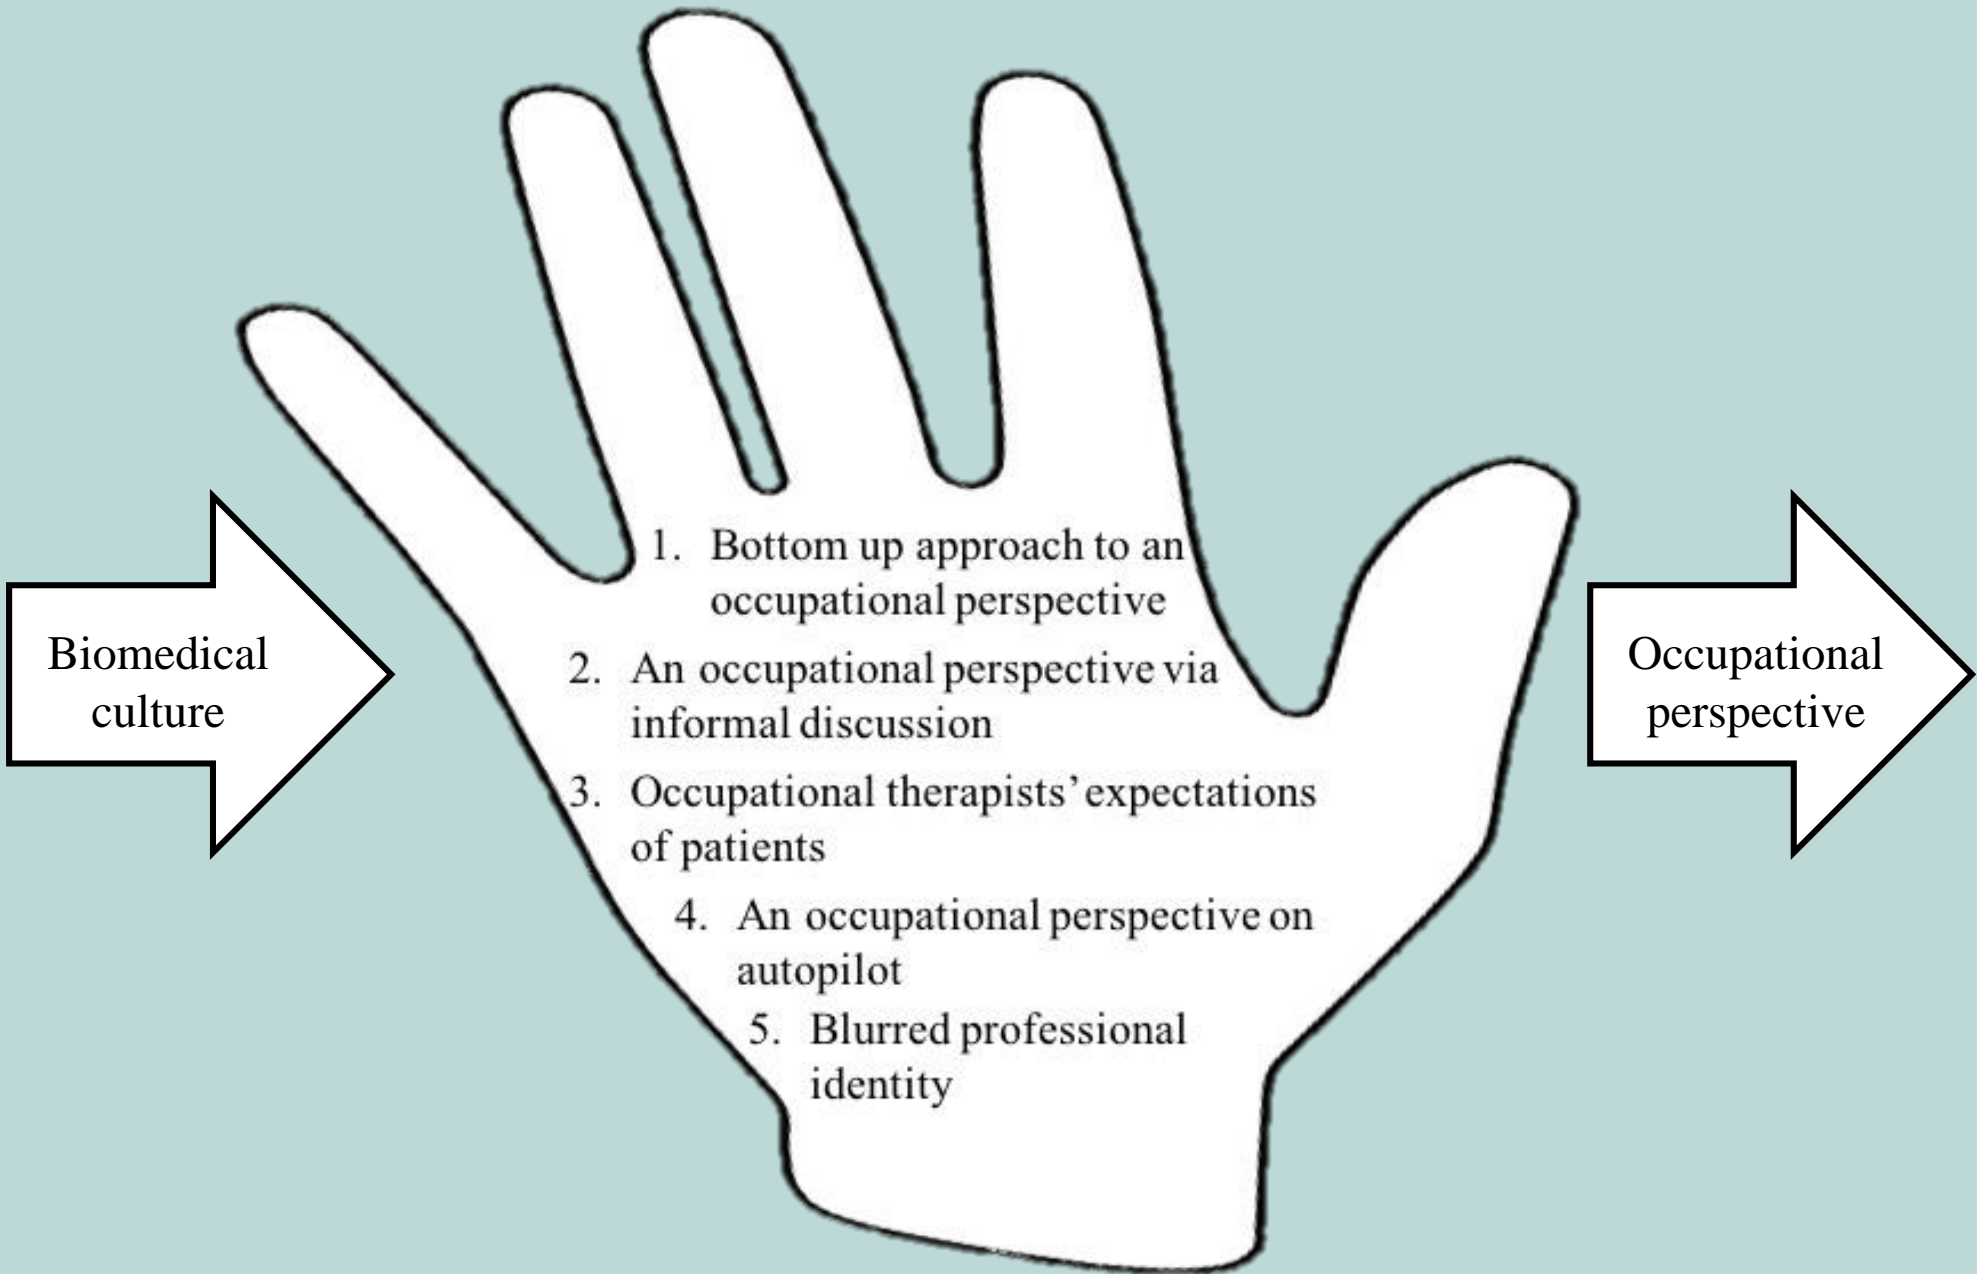 Biomedical
culture
1. Bottom up approach to an
occupational perspective
2. An occupational perspective via
informal discussion
3. Occupational therapists’ expectations
of patients
4. An occupational perspective on
autopilot
5. Blurred professional
identity
Occupational
perspective